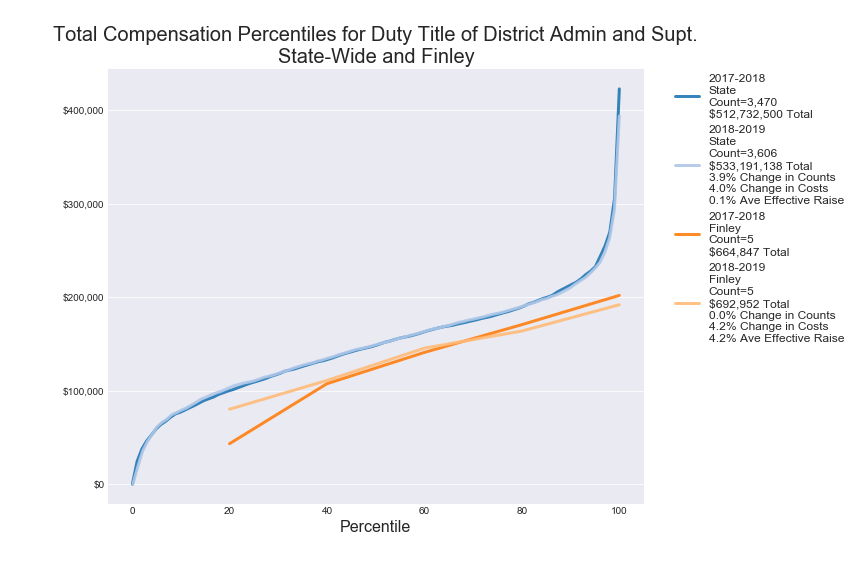 Total Compensation Percentiles for Duty Title of District Admin and Supt.
State-Wide and Finley
$400,000
$300,000
$200,000
$100,000
$0
0
20
40
60
80
100
Percentile
2017-2018
State
Count=3,470
$512,732,500 Total
2018-2019
State
Count=3,606
$533,191,138 Total
3.9% Change in Counts
4.0% Change in Costs
0.1% Ave Effective Raise
2017-2018
Finley
Count=5
$664,847 Total
2018-2019
Finley
Count=5
$692,952 Total
0.0% Change in Counts
4.2% Change in Costs
4.2% Ave Effective Raise